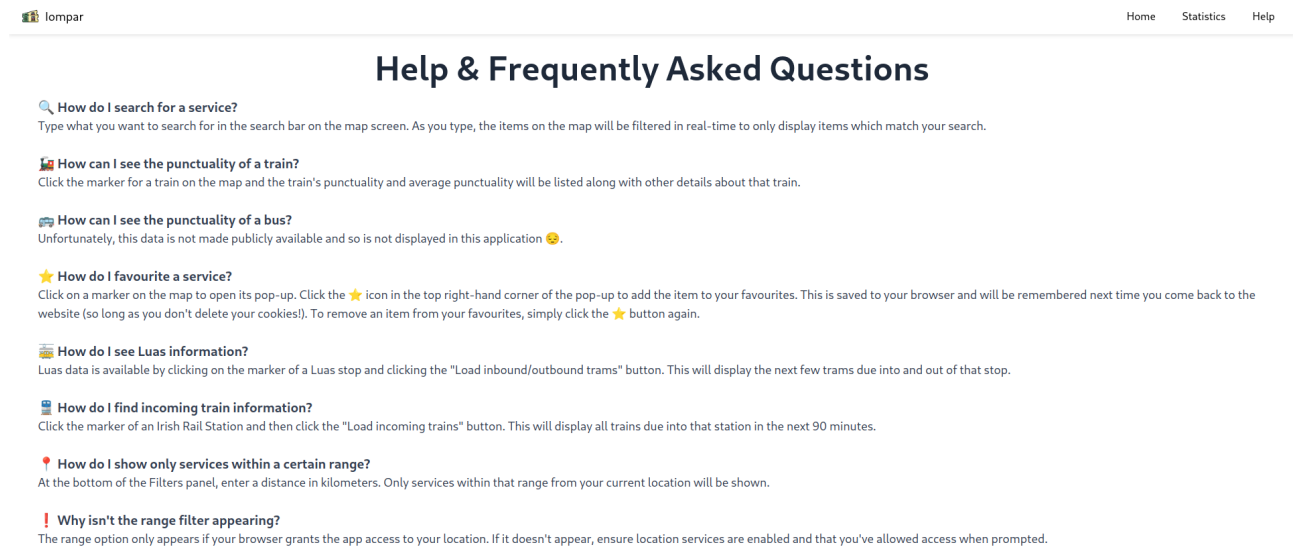 Iompar
Home Statistics Help
Help & Frequently Asked Questions
🔍 How do I search for a service?
Type what you want to search for in the search bar on the map screen. As you type, the items on the map will be filtered in real-time to only display items which match your search.
🚂 How can I see the punctuality of a train?
Click the marker for a train on the map and the train's punctuality and average punctuality will be listed along with other details about that train.
🚌 How can I see the punctuality of a bus?
Unfortunately, this data is not made publicly available and so is not displayed in this application 😔.
⭐ How do I favourite a service?
Click on a marker on the map to open its pop-up. Click the ⭐ icon in the top right-hand corner of the pop-up to add the item to your favourites. This is saved to your browser and will be remembered next time you come back to the
website (so long as you don't delete your cookies!). To remove an item from your favourites, simply click the ⭐ button again.
🚋 How do I see Luas information?
Luas data is available by clicking on the marker of a Luas stop and clicking the "Load inbound/outbound trams" button. This will display the next few trams due into and out of that stop.
🚆 How do I find incoming train information?
Click the marker of an Irish Rail Station and then click the "Load incoming trains" button. This will display all trains due into that station in the next 90 minutes.
📍 How do I show only services within a certain range?
At the bottom of the Filters panel, enter a distance in kilometers. Only services within that range from your current location will be shown.
❗ Why isn't the range filter appearing?
The range option only appears if your browser grants the app access to your location. If it doesn't appear, ensure location services are enabled and that you've allowed access when prompted.